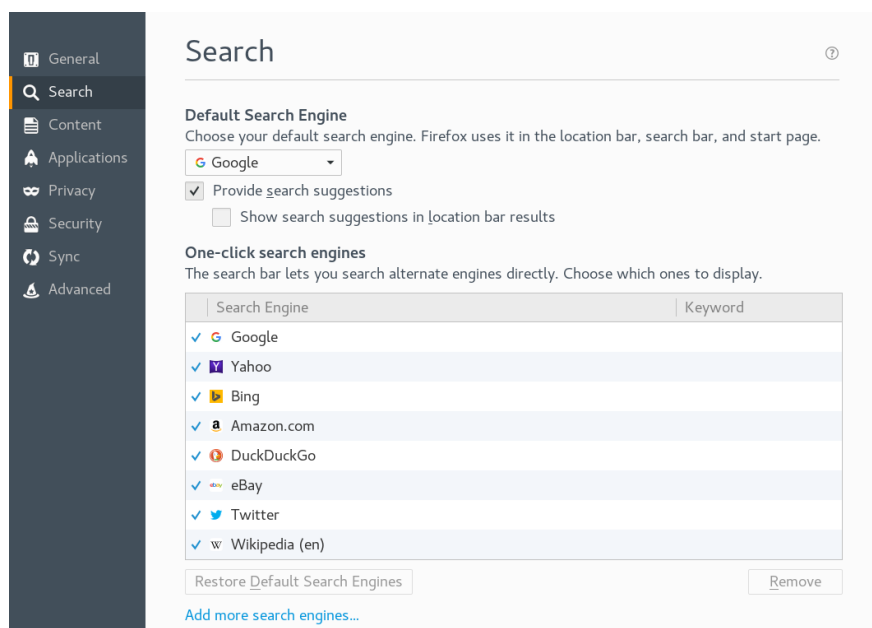 General
Search
Content
Applications
Privacy
Security
Sync
Advanced
Search
?
Default Search Engine
Choose your default search engine. Firefox uses it in the location bar, search bar, and start page.
Google
Provide search suggestions
Show search suggestions in location bar results
One-click search engines
The search bar lets you search alternate engines directly. Choose which ones to display.
Search Engine Keyword
Google
Yahoo
Bing
Amazon.com
DuckDuckGo
eBay
Twitter
Wikipedia (en)
Restore Default Search Engines Remove
Add more search engines...